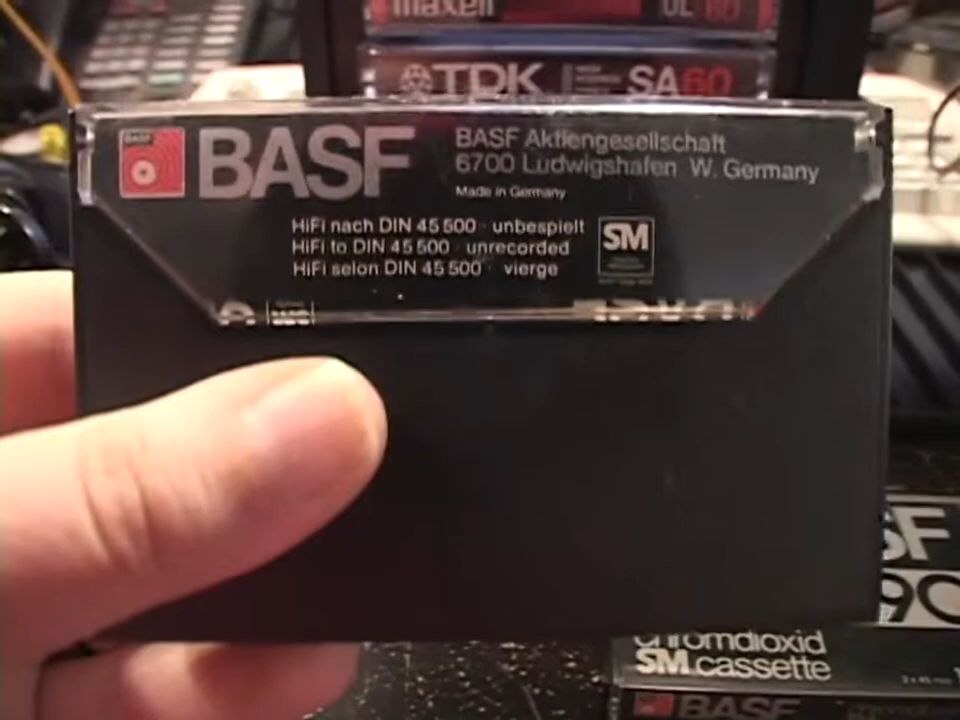 maxell UL 60
TDK SA60
BASF
BASF
BASF Aktiengesellschaft
6700 Ludwigshafen W. Germany
Made in Germany
HiFi nach DIN 45 500 · unbespielt
HiFi to DIN 45 500 · unrecorded
HiFi selon DIN 45 500 · vierge
SM
SF
90
chromdioxid
SM cassette
BASF